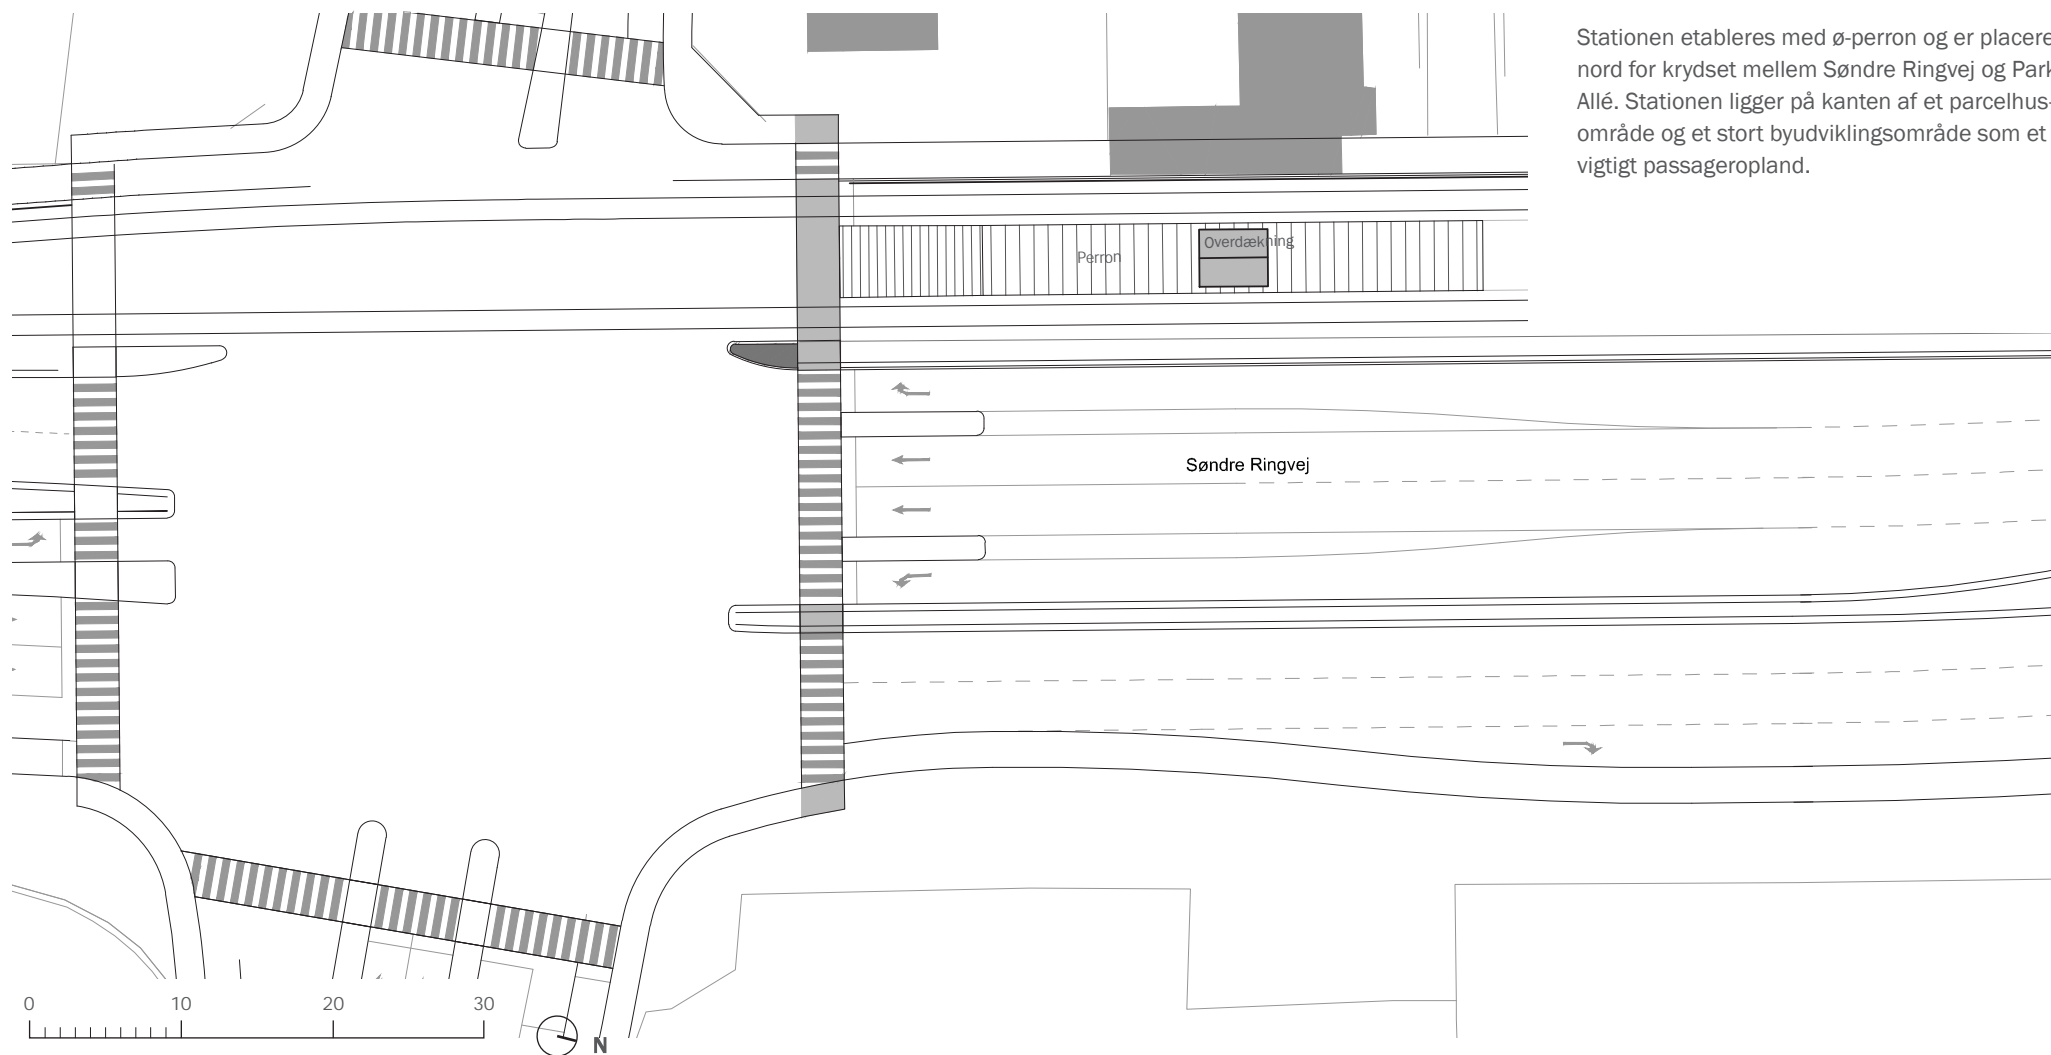 Stationen etableres med ø-perron og er placere
nord for krydset mellem Søndre Ringvej og Park
Allé. Stationen ligger på kanten af et parcelhus-
område og et stort byudviklingsområde som et
vigtigt passageropland.
Overdækning
Perron
Søndre Ringvej
0 10 20 30
N